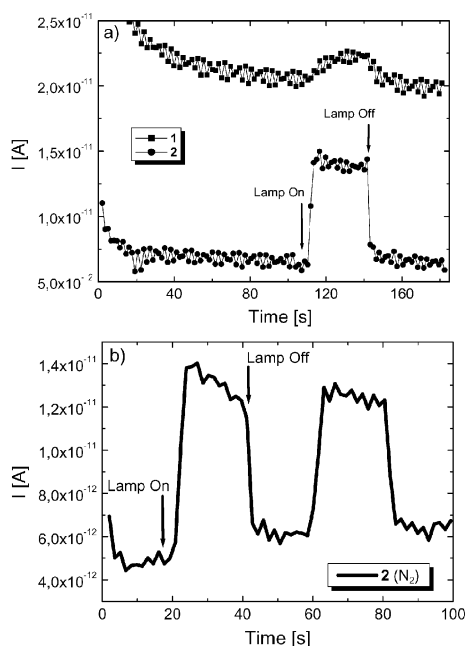 a)
2,5x10-11
2,0x10-11
1,5x10-11
1,0x10-11
5,0x10-2
I [A]
1
2
Lamp On
Lamp Off
0 40 80 120 160
Time [s]
b)
1,4x10-11
1,2x10-11
1,0x10-11
8,0x10-12
6,0x10-12
4,0x10-12
I [A]
Lamp Off
Lamp On
2 (N2)
0 20 40 60 80 100
Time [s]